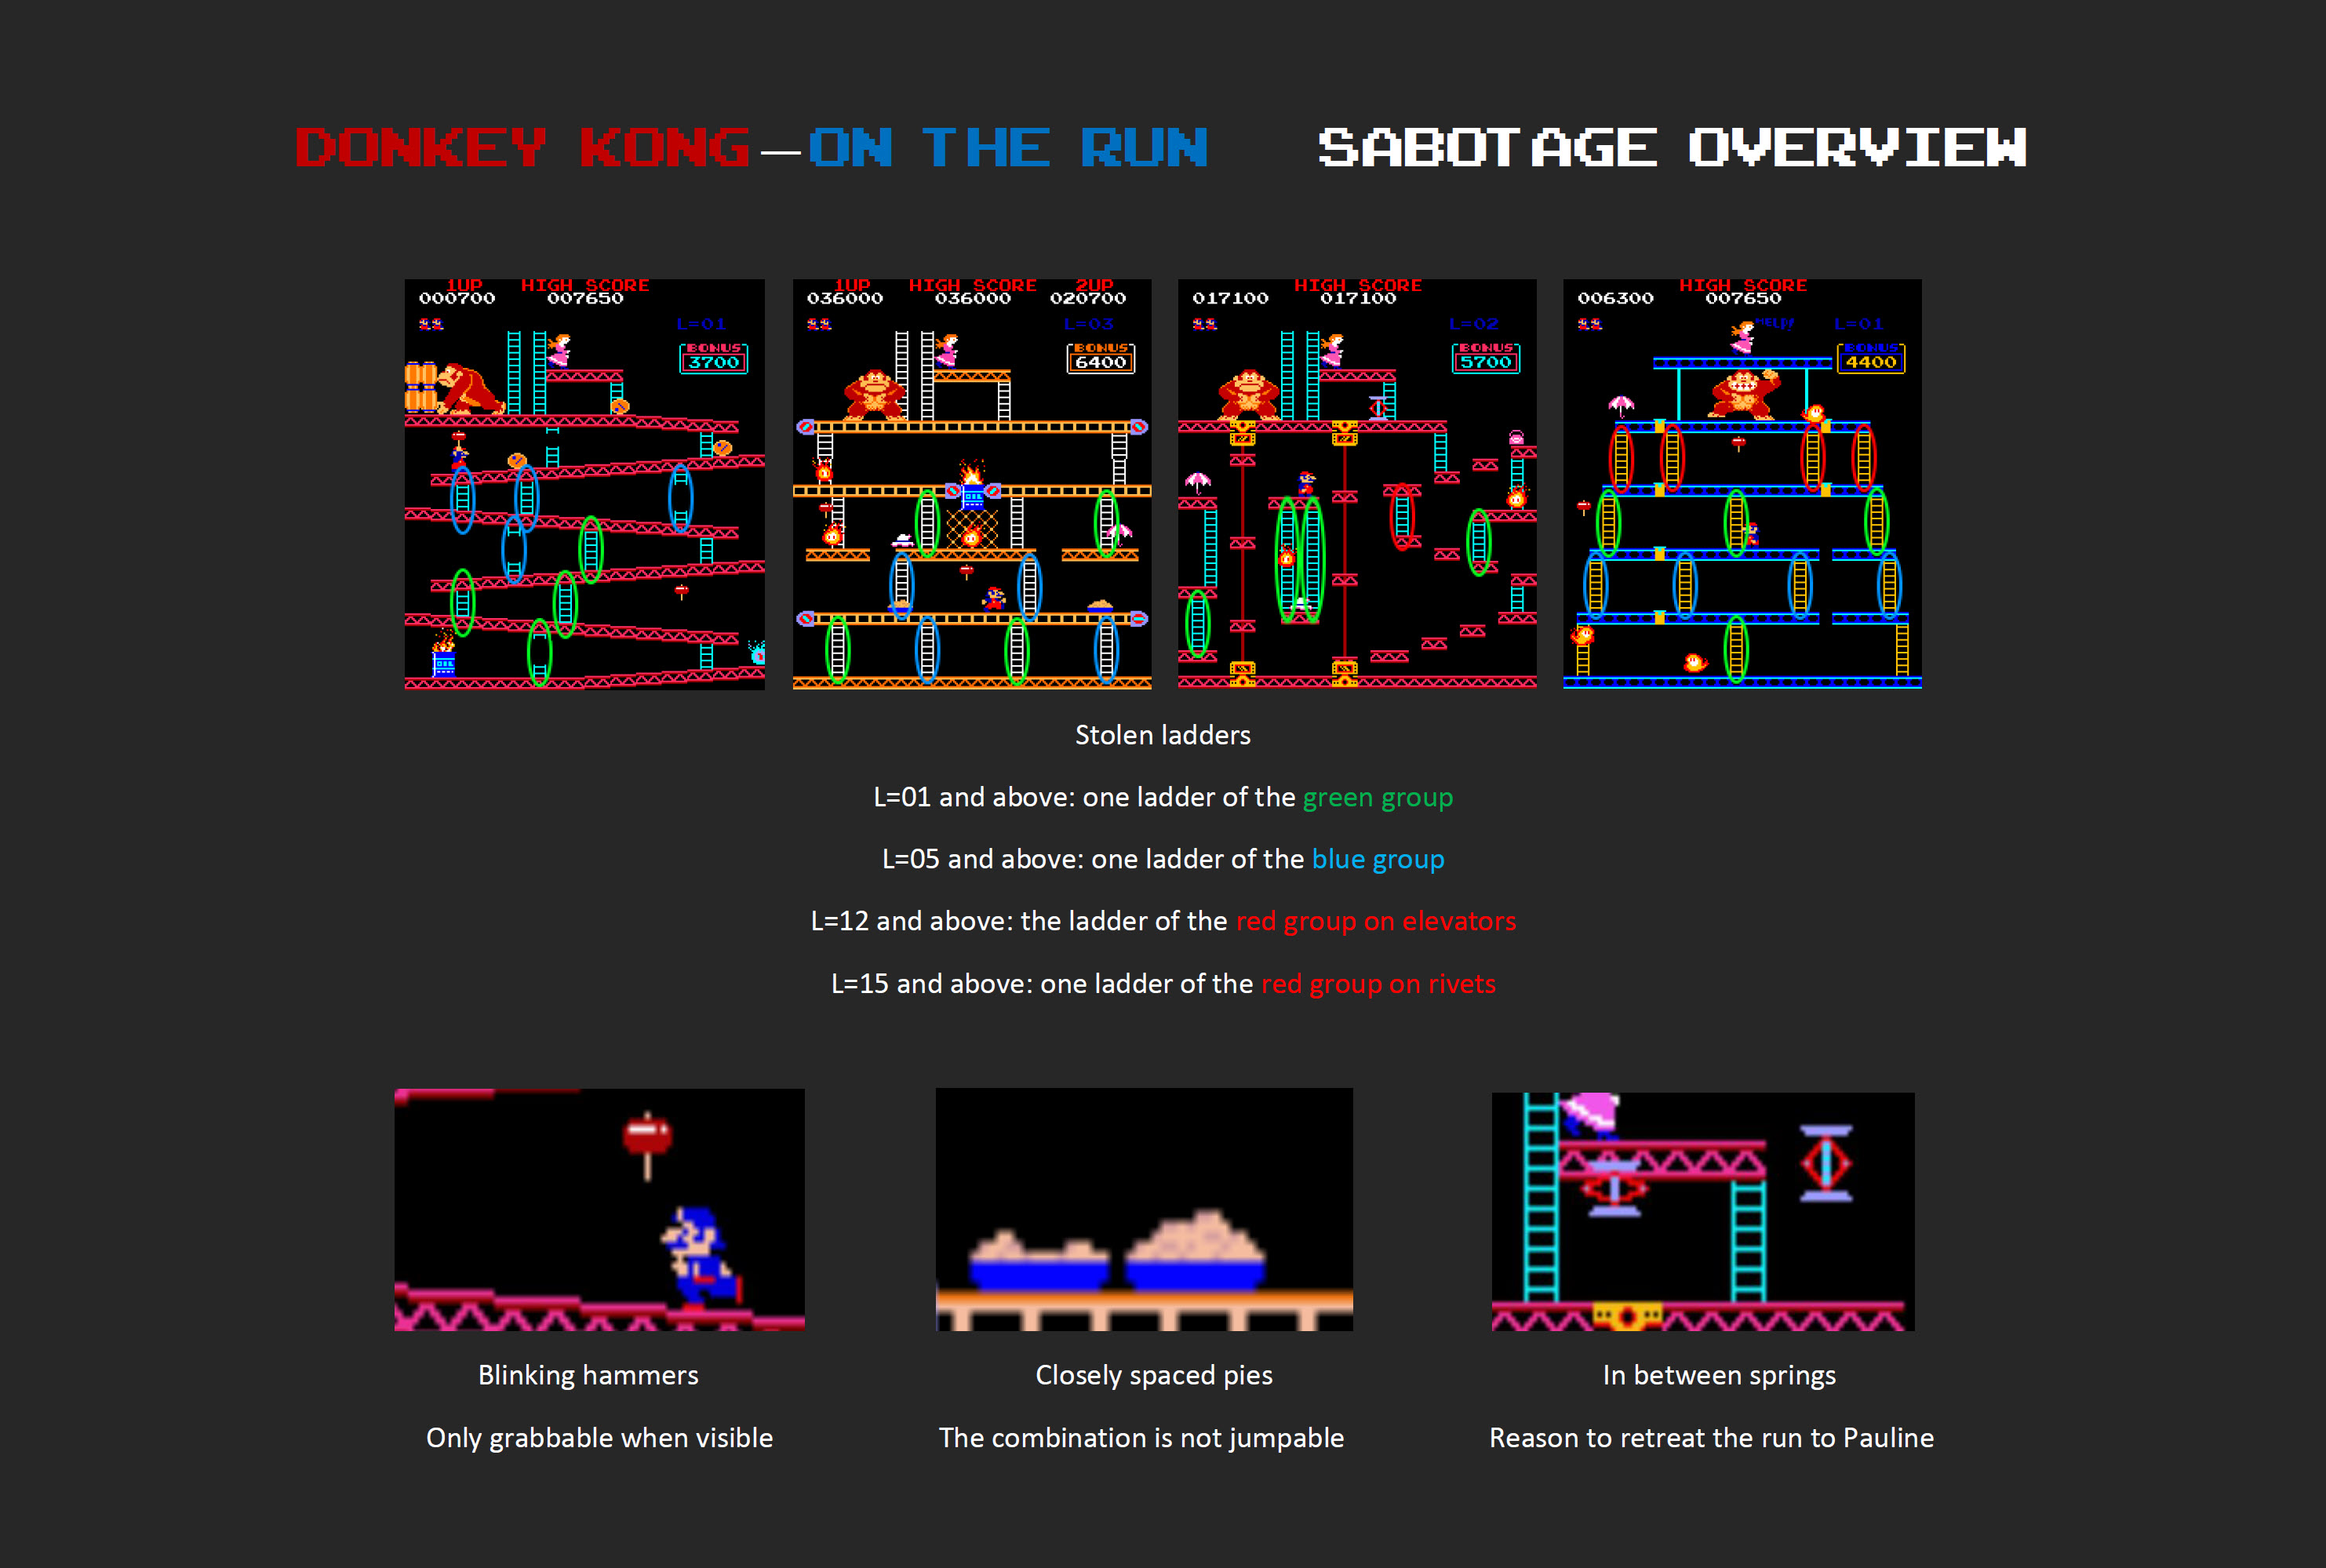 DONKEY KONG – ON THE RUN SABOTAGE OVERVIEW
1UP HIGH SCORE
000700 007650
L=01
BONUS
3700
OIL
1UP HIGH SCORE 2UP
036000 036000 020700
L=03
BONUS
6400
OIL
HIGH SCORE
017100 017100
L=02
BONUS
5700
HIGH SCORE
006300 007650
HELP! L=01
BONUS
4400
Stolen ladders
L=01 and above: one ladder of the green group
L=05 and above: one ladder of the blue group
L=12 and above: the ladder of the red group on elevators
L=15 and above: one ladder of the red group on rivets
Blinking hammers
Only grabbable when visible
Closely spaced pies
The combination is not jumpable
In between springs
Reason to retreat the run to Pauline